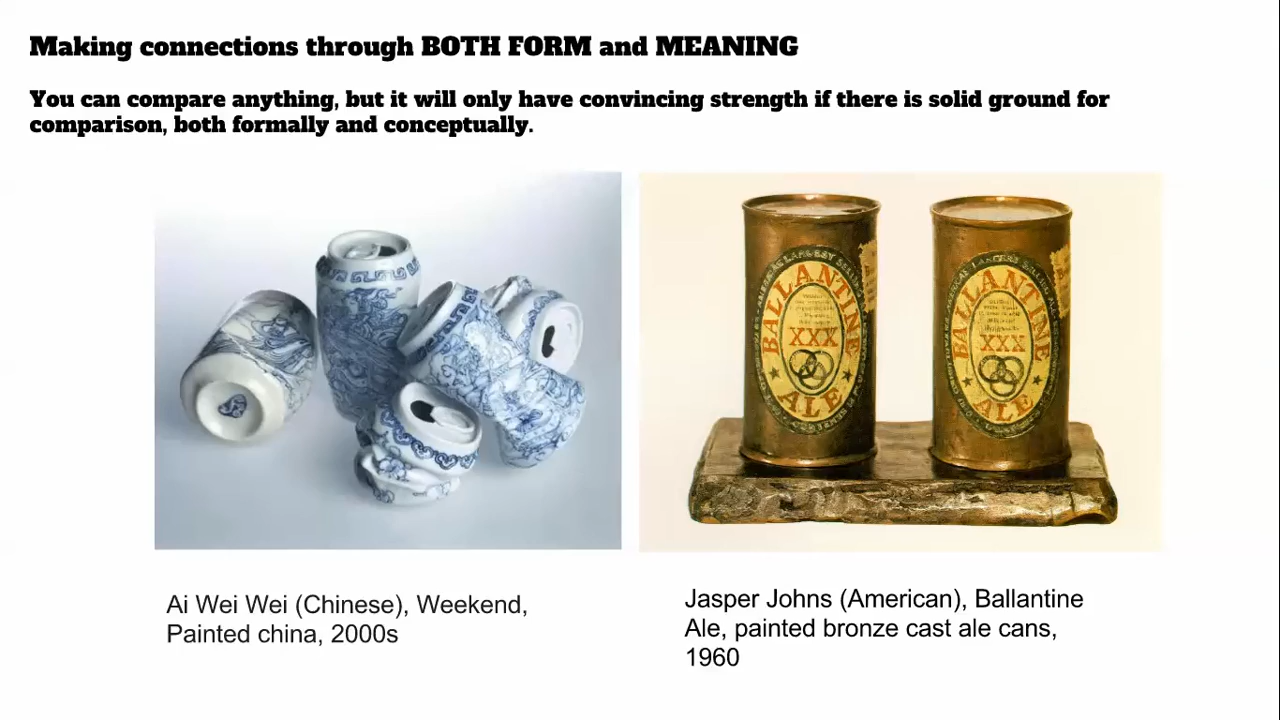 Making connections through BOTH FORM and MEANING
You can compare anything, but it will only have convincing strength if there is solid ground for
comparison, both formally and conceptually.
BALLANTINE
XXX
ALE
BALLANTINE
XXX
ALE
Ai Wei Wei (Chinese), Weekend,
Painted china, 2000s
Jasper Johns (American), Ballantine
Ale, painted bronze cast ale cans,
1960